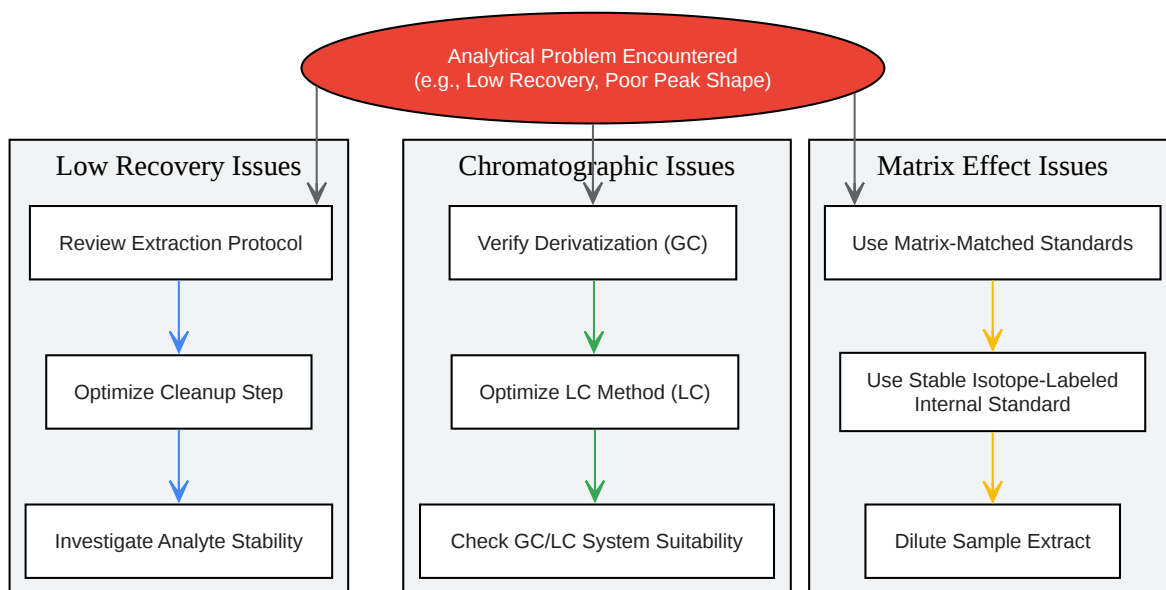 Analytical Problem Encountered
(e.g., Low Recovery, Poor Peak Shape)
Low Recovery Issues
Review Extraction Protocol
Optimize Cleanup Step
Investigate Analyte Stability
Chromatographic Issues
Verify Derivatization (GC)
Optimize LC Method (LC)
Check GC/LC System Suitability
Matrix Effect Issues
Use Matrix-Matched Standards
Use Stable Isotope-Labeled
Internal Standard
Dilute Sample Extract